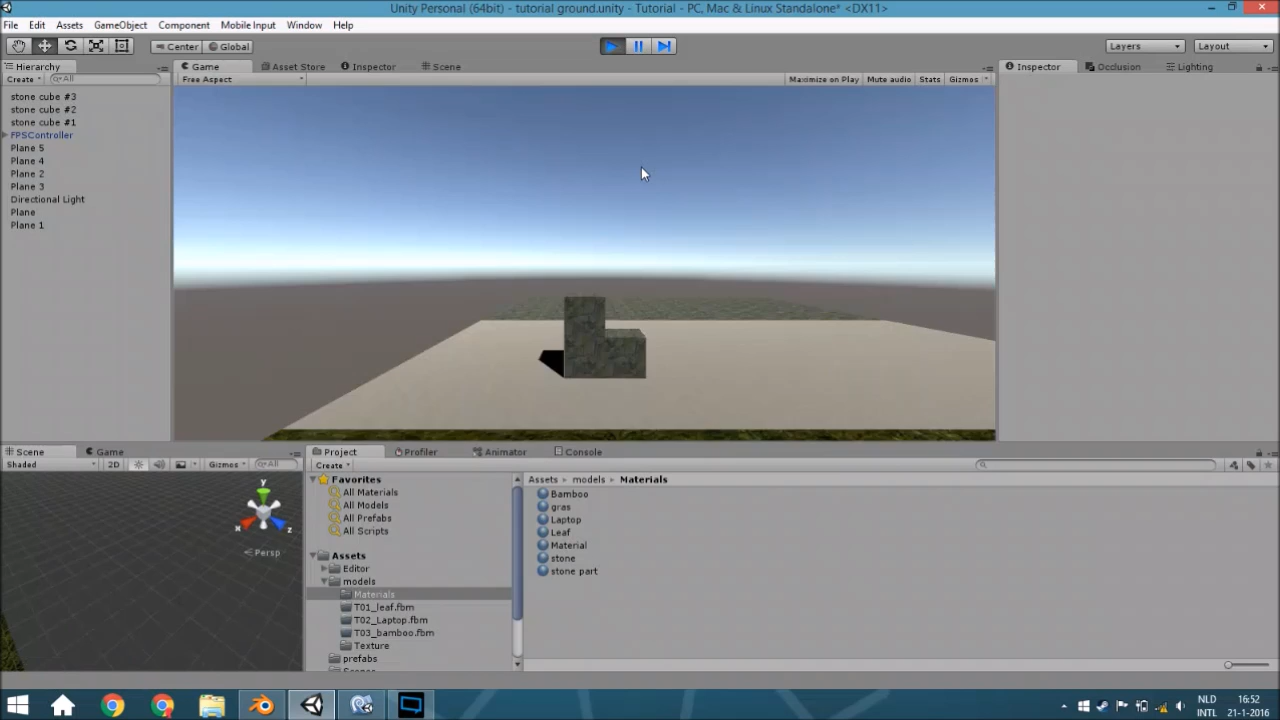 Unity Personal (64bit) - tutorial ground.unity - Tutorial - PC, Mac & Linux Standalone* <DX11>
File Edit Assets GameObject Component Mobile Input Window Help
Center Global Layers Layout
Hierarchy Game Asset Store Inspector Scene Inspector Occlusion Lighting
Create All Free Aspect Maximize on Play Mute audio Stats Gizmos
stone cube #3
stone cube #2
stone cube #1
FPSController
Plane 5
Plane 4
Plane 2
Plane 3
Directional Light
Plane
Plane 1
Scene Game Project Profiler Animator Console
Shaded 2D Gizmos All Create
y
x
z
Persp
Favorites
All Materials
All Models
All Prefabs
All Scripts
Assets
Editor
models
Materials
T01_leaf.fbm
T02_Laptop.fbm
T03_bamboo.fbm
Texture
prefabs
Assets models Materials
Bamboo
gras
Laptop
Leaf
Material
stone
stone part
NLD 16:52
INTL 21-1-2016